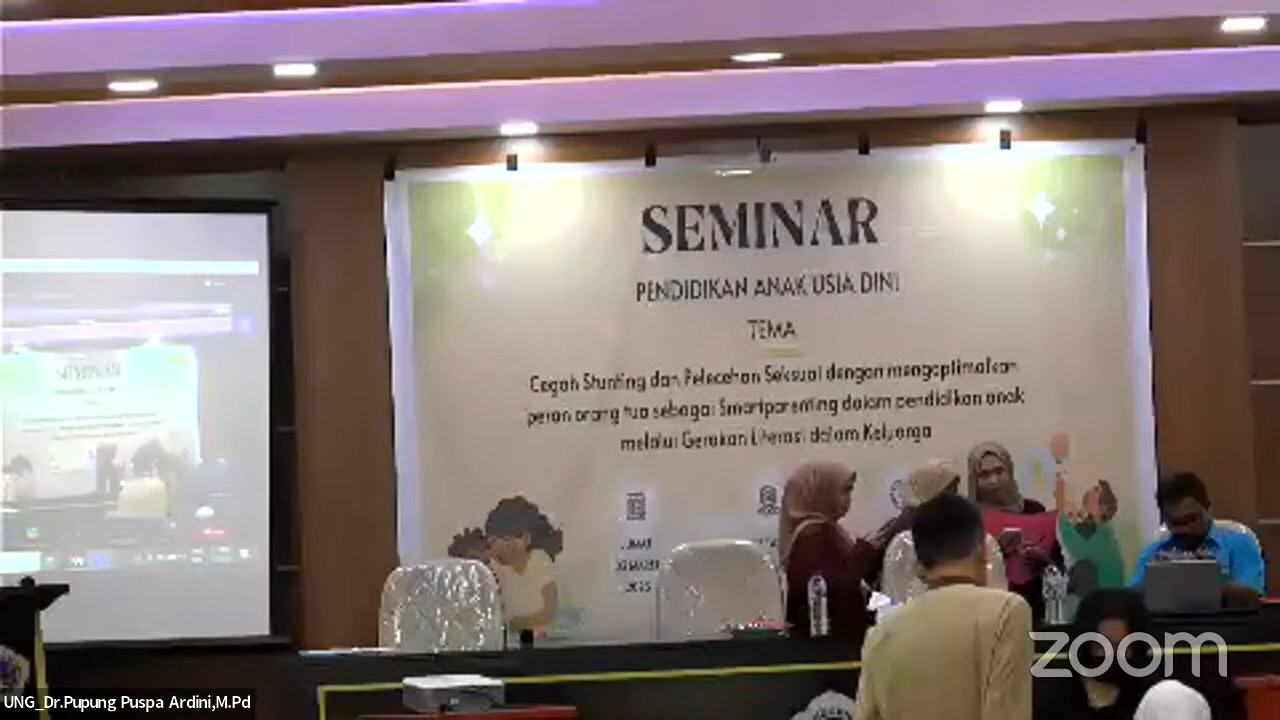 SEMINAR
PENDIDIKAN ANAK USIA DINI
TEMA
Cegah Stunting dan Pelecehan Seksual dengan mengoptimalkan
peran orang tua sebagai Smartparenting dalam pendidikan anak
melalui Gerakan Literasi dalam Keluarga
SEMINAR
zoom
UNG_Dr.Pupung Puspa Ardini,M.Pd